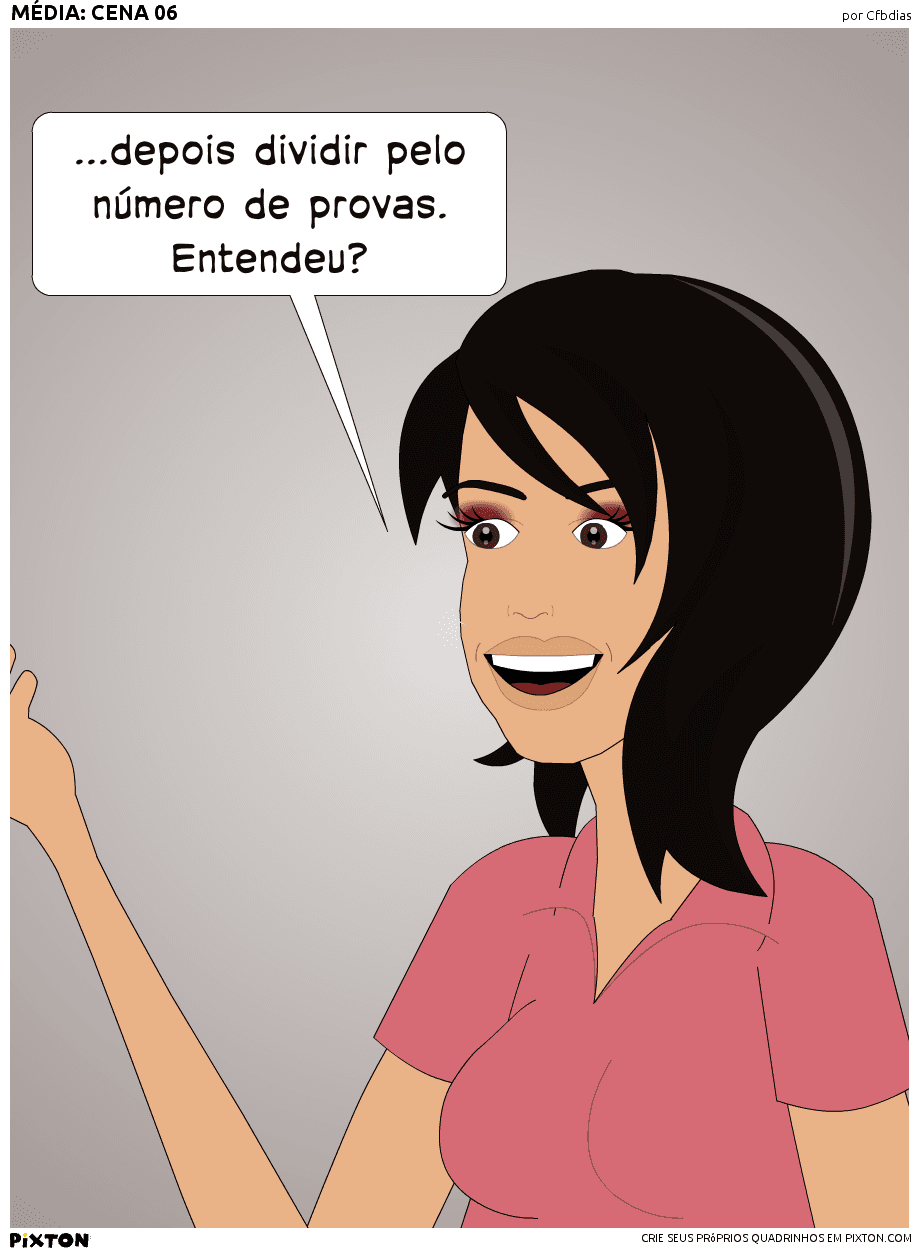 MÉDIA: CENA 06
por Cfbdias
...depois dividir pelo
número de provas.
Entendeu?
PiXTON
CRIE SEUS PRóPRIOS QUADRINHOS EM PIXTON.COM